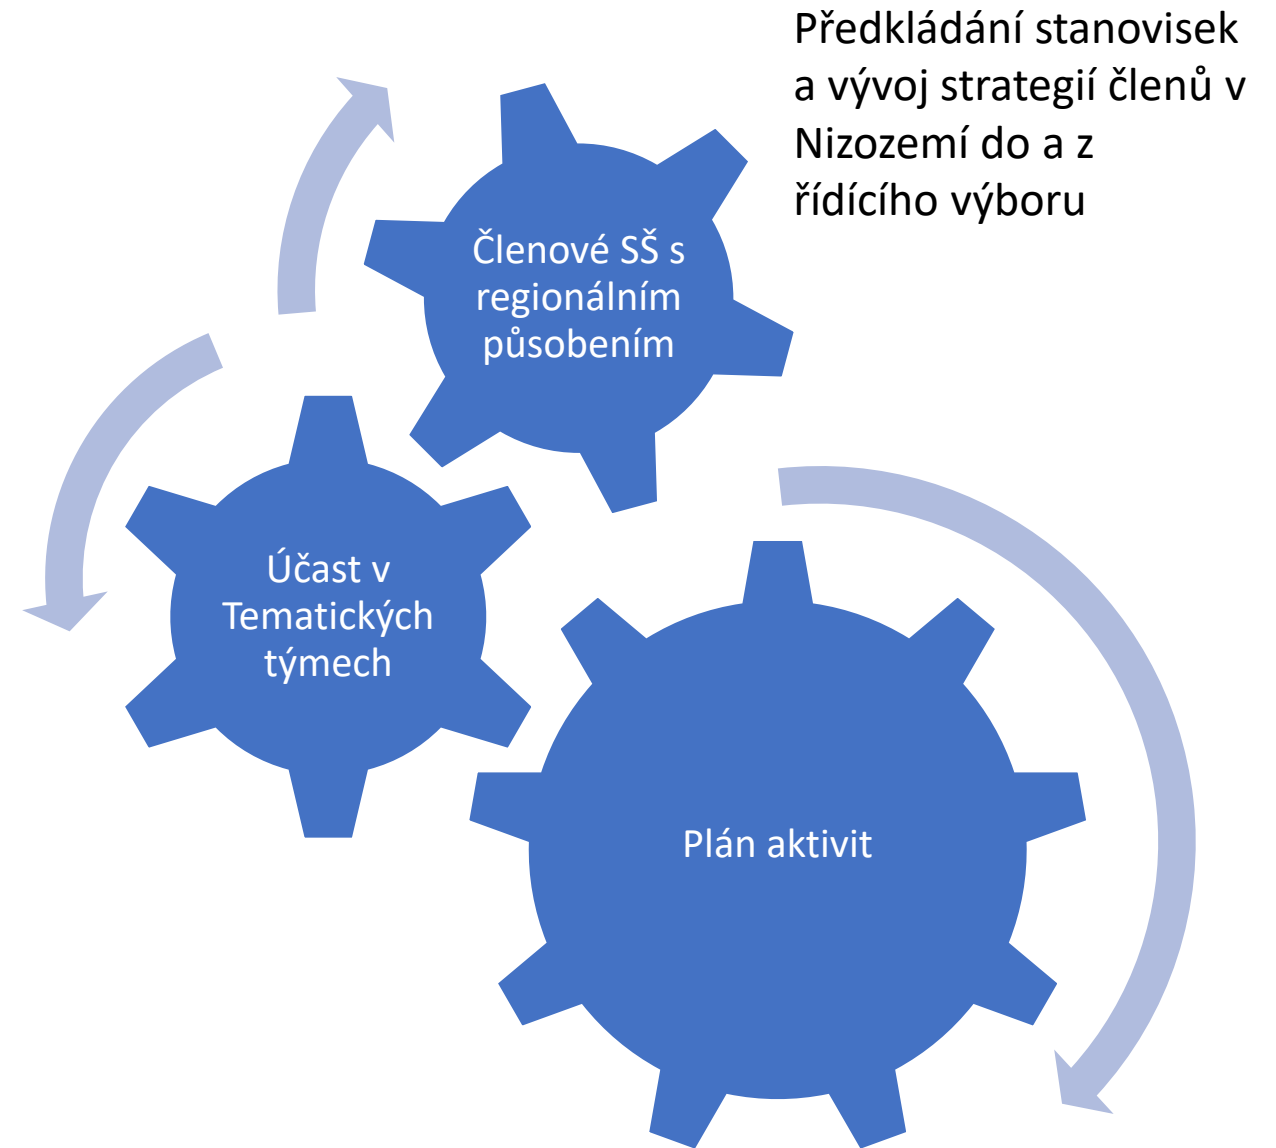 Předkládání stanovisek
a vývoj strategií členů v
Nizozemí do a z
řídícího výboru
Členové SŠ s
regionálním
působením
Účast v
Tematických
týmech
Plán aktivit